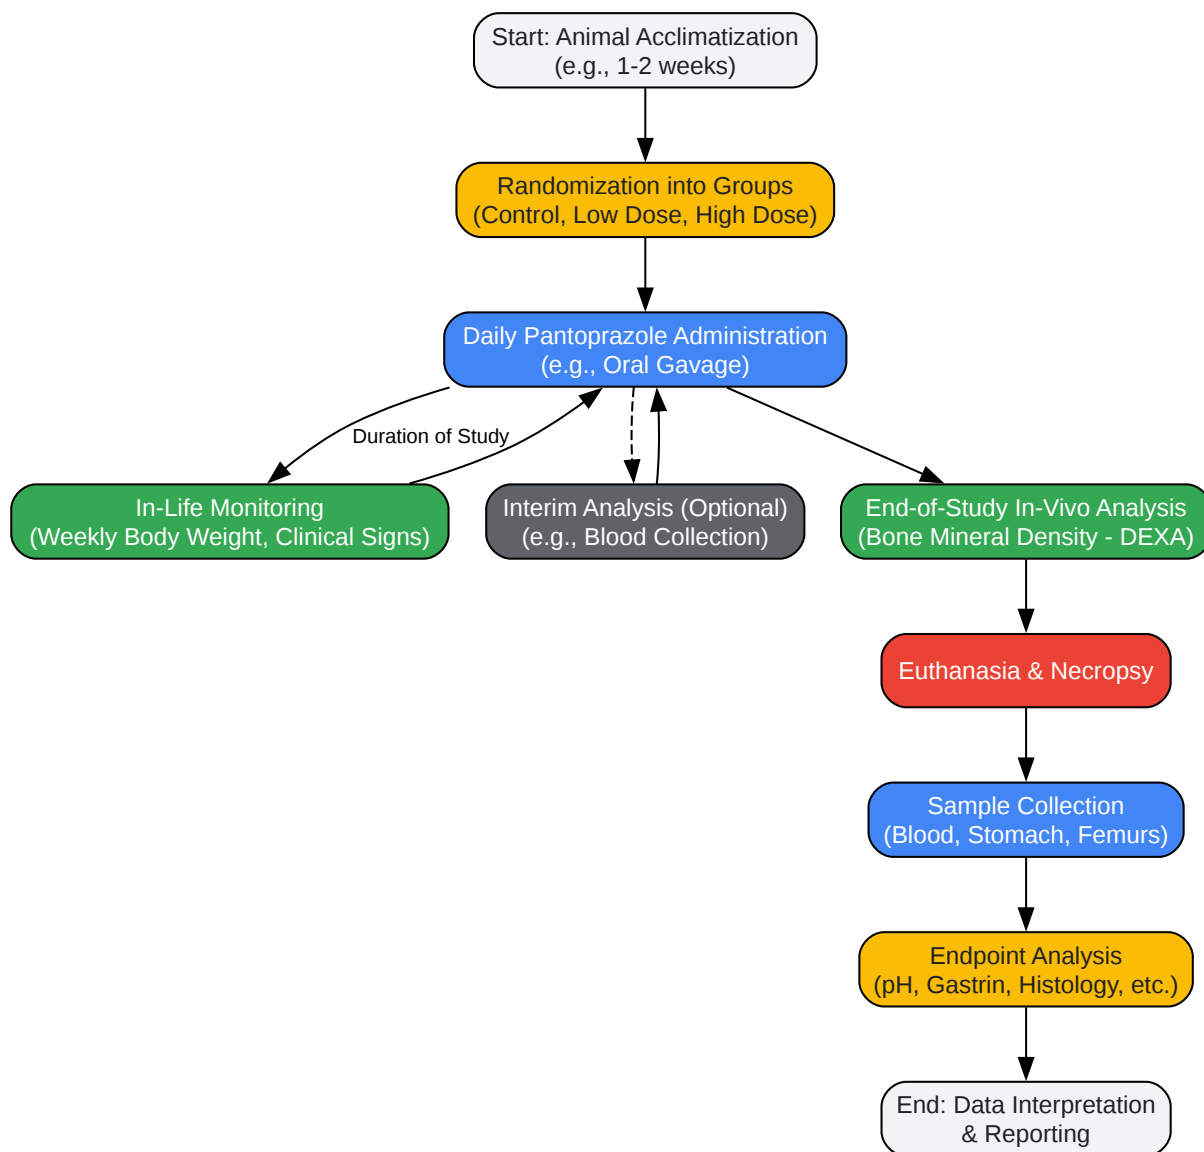 Start: Animal Acclimatization
(e.g., 1-2 weeks)
Randomization into Groups
(Control, Low Dose, High Dose)
Daily Pantoprazole Administration
(e.g., Oral Gavage)
Duration of Study
In-Life Monitoring
(Weekly Body Weight, Clinical Signs)
Interim Analysis (Optional)
(e.g., Blood Collection)
End-of-Study In-Vivo Analysis
(Bone Mineral Density - DEXA)
Euthanasia & Necropsy
Sample Collection
(Blood, Stomach, Femurs)
Endpoint Analysis
(pH, Gastrin, Histology, etc.)
End: Data Interpretation
& Reporting